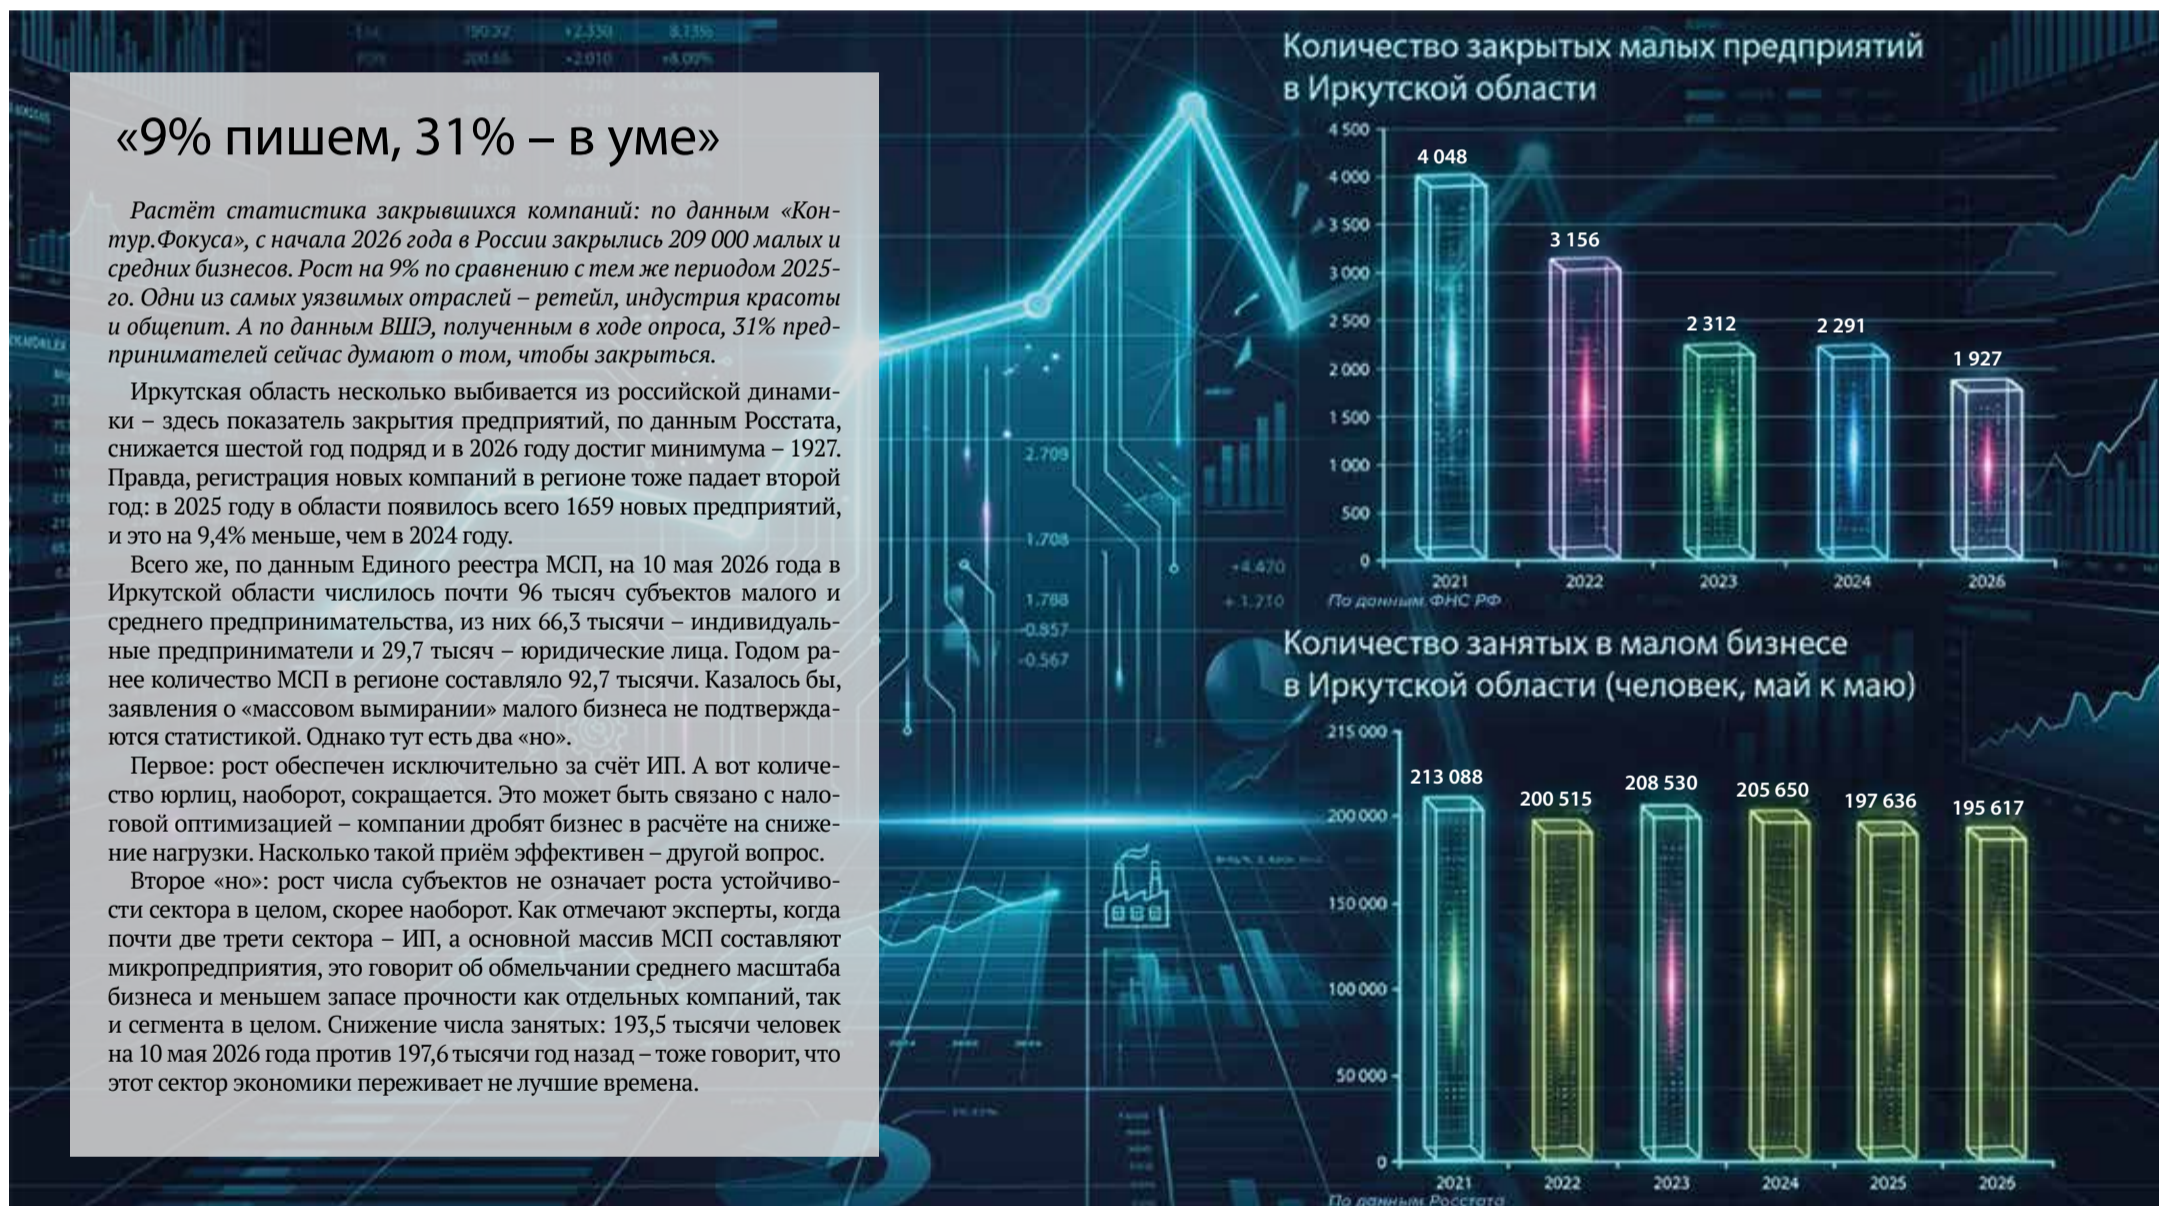 «9% пишем, 31% – в уме»
Растёт статистика закрывшихся компаний: по данным «Кон-
тур.Фокуса», с начала 2026 года в России закрылись 209 000 малых и
средних бизнесов. Рост на 9% по сравнению с тем же периодом 2025-
го. Одни из самых уязвимых отраслей – ретейл, индустрия красоты
и общепит. А по данным ВШЭ, полученным в ходе опроса, 31% пред-
принимателей сейчас думают о том, чтобы закрыться.
Иркутская область несколько выбивается из российской динами-
ки – здесь показатель закрытия предприятий, по данным Росстата,
снижается шестой год подряд и в 2026 году достиг минимума – 1927.
Правда, регистрация новых компаний в регионе тоже падает второй
год: в 2025 году в области появилось всего 1659 новых предприятий,
и это на 9,4% меньше, чем в 2024 году.
Всего же, по данным Единого реестра МСП, на 10 мая 2026 года в
Иркутской области числилось почти 96 тысяч субъектов малого и
среднего предпринимательства, из них 66,3 тысячи – индивидуаль-
ные предприниматели и 29,7 тысяч – юридические лица. Годом ра-
нее количество МСП в регионе составляло 92,7 тысячи. Казалось бы,
заявления о «массовом вымирании» малого бизнеса не подтвержда-
ются статистикой. Однако тут есть два «но».
Первое: рост обеспечен исключительно за счёт ИП. А вот количе-
ство юрлиц, наоборот, сокращается. Это может быть связано с нало-
говой оптимизацией – компании дробят бизнес в расчёте на сниже-
ние нагрузки. Насколько такой приём эффективен – другой вопрос.
Второе «но»: рост числа субъектов не означает роста устойчиво-
сти сектора в целом, скорее наоборот. Как отмечают эксперты, когда
почти две трети сектора – ИП, а основной массив МСП составляют
микропредприятия, это говорит об обмельчании среднего масштаба
бизнеса и меньшем запасе прочности как отдельных компаний, так
и сегмента в целом. Снижение числа занятых: 193,5 тысячи человек
на 10 мая 2026 года против 197,6 тысячи год назад – тоже говорит, что
этот сектор экономики переживает не лучшие времена.
2.709
1.708
1.788
-0.857
-0.567
+4.470
+1.210
Количество закрытых малых предприятий
в Иркутской области
4 500
4 000
3 500
3 000
2 500
2 000
1 500
1 000
500
0
4 048
3 156
2 312
2 291
1 927
2021
2022
2023
2024
2026
По данным ФНС РФ
Количество занятых в малом бизнесе
в Иркутской области (человек, май к маю)
215 000
200 000
150 000
100 000
50 000
0
213 088
200 515
208 530
205 650
197 636
195 617
2021
2022
2023
2024
2025
2026
По данным Росстата